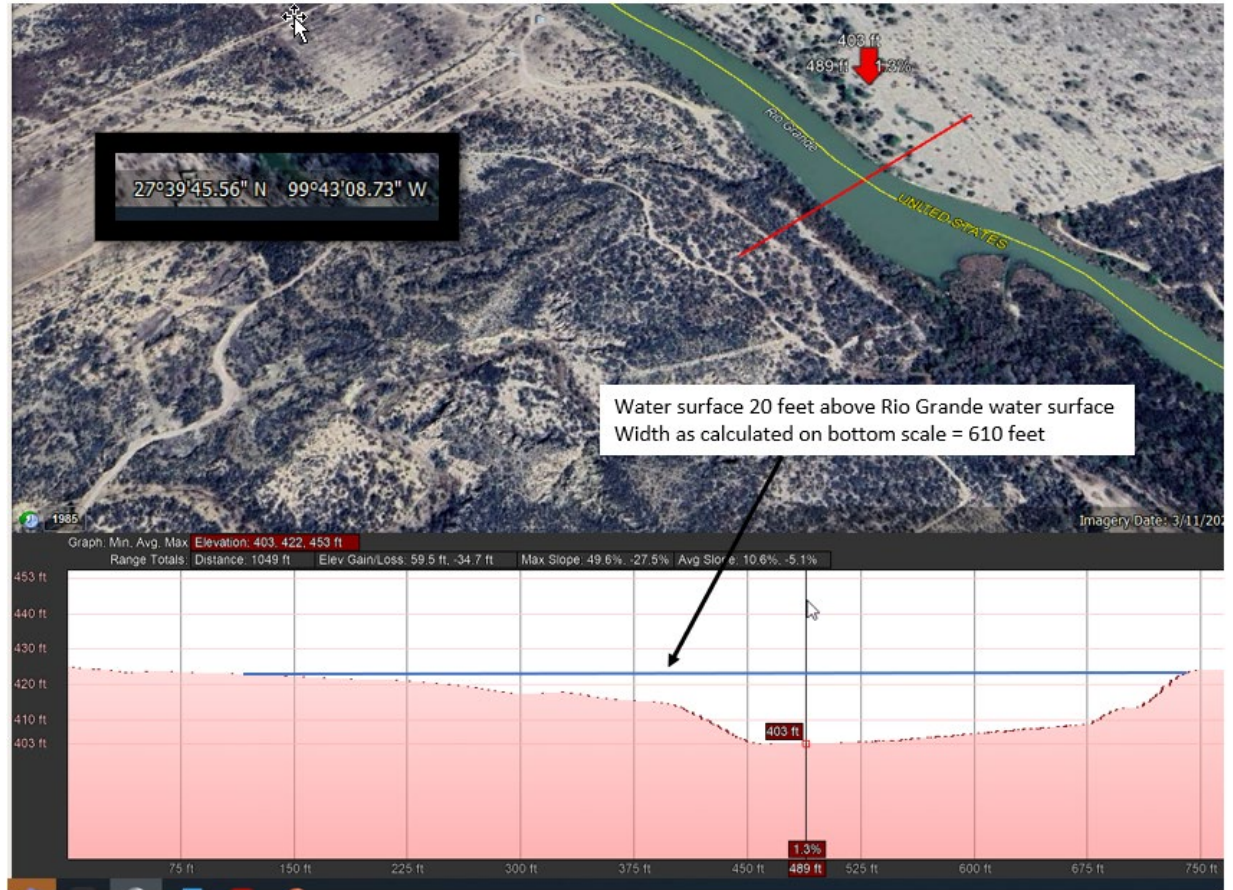 403 ft
489 ft 1.3%
Rio Grande
27°39'45.56" N 99°43'08.73" W
UNITED STATES
Water surface 20 feet above Rio Grande water surface
Width as calculated on bottom scale = 610 feet
1985
Imagery Date: 3/11/202
Graph: Min, Avg, Max Elevation: 403, 422, 453 ft
Range Totals: Distance: 1049 ft Elev Gain/Loss: 59.5 ft, -34.7 ft Max Slope: 49.6%, -27.5% Avg Slope: 10.6%, -5.1%
453 ft
440 ft
430 ft
420 ft
410 ft
403 ft
403 ft
1.3%
75 ft 150 ft 225 ft 300 ft 375 ft 450 ft 489 ft 525 ft 600 ft 675 ft 750 ft